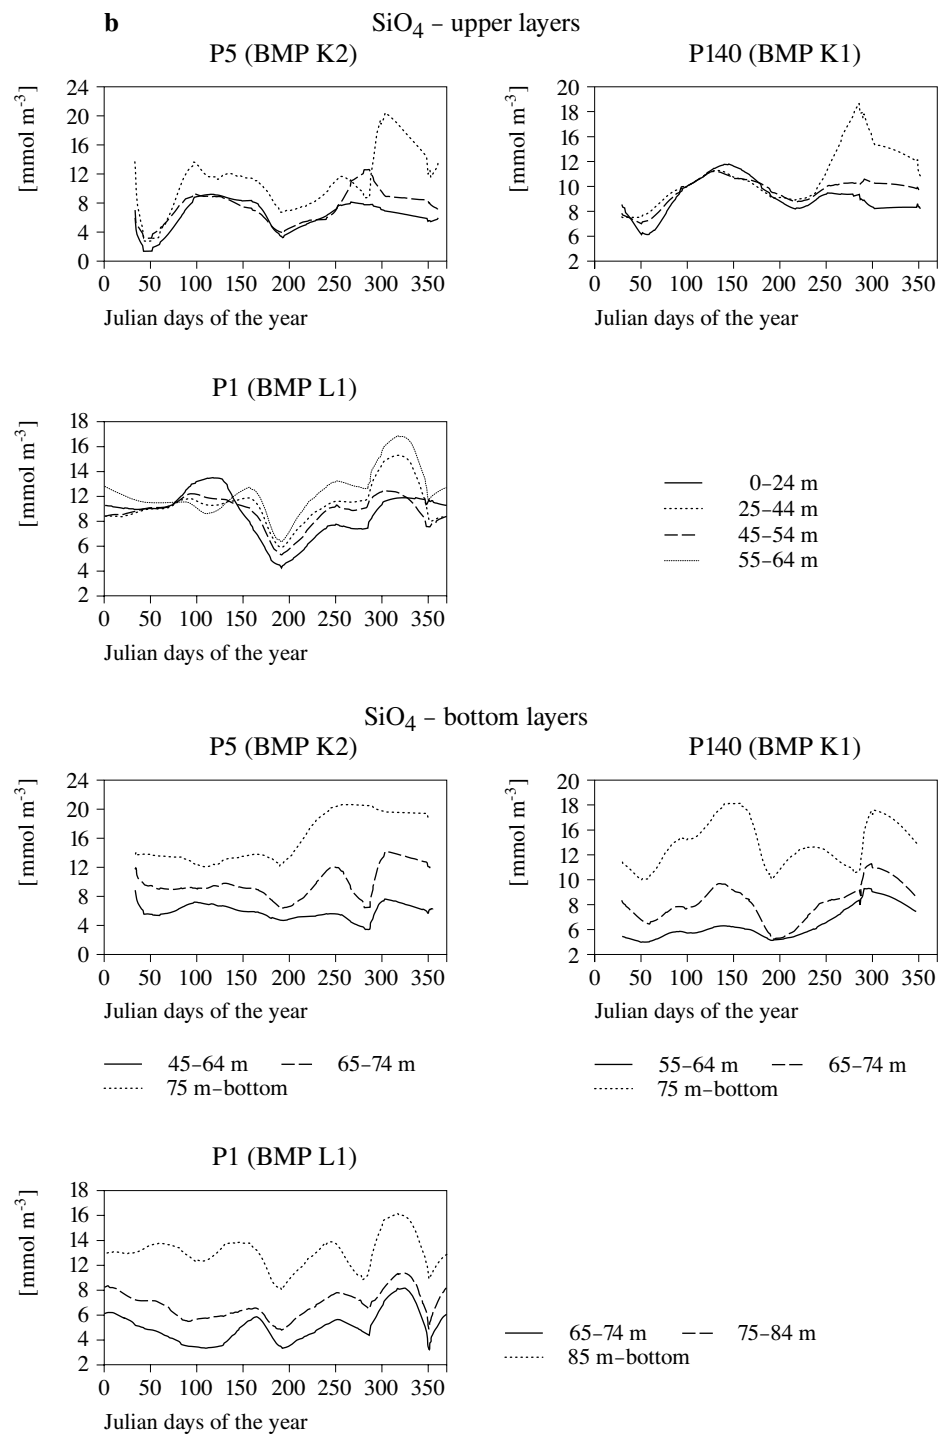 b SiO4 – upper layers
P5 (BMP K2) P140 (BMP K1)
[mmol m-3] [mmol m-3]
24 20 16 12 8 4 0
20 16 12 10 8 6 2
0 50 100 150 200 250 300 350
0 50 100 150 200 250 300 350
Julian days of the year Julian days of the year
P1 (BMP L1)
[mmol m-3]
18 16 14 12 10 8 6 4 2
0 50 100 150 200 250 300 350
Julian days of the year
0–24 m
25–44 m
45–54 m
55–64 m
SiO4 – bottom layers
P5 (BMP K2) P140 (BMP K1)
[mmol m-3] [mmol m-3]
24 20 16 12 8 4 0
20 18 16 12 10 8 2
0 50 100 150 200 250 300 350
0 50 100 150 200 250 300 350
Julian days of the year Julian days of the year
45–64 m 65–74 m
75 m–bottom
55–64 m 65–74 m
75 m–bottom
P1 (BMP L1)
[mmol m-3]
18 16 14 12 8 6 4 2
0 50 100 150 200 250 300 350
Julian days of the year
65–74 m 75–84 m
85 m–bottom